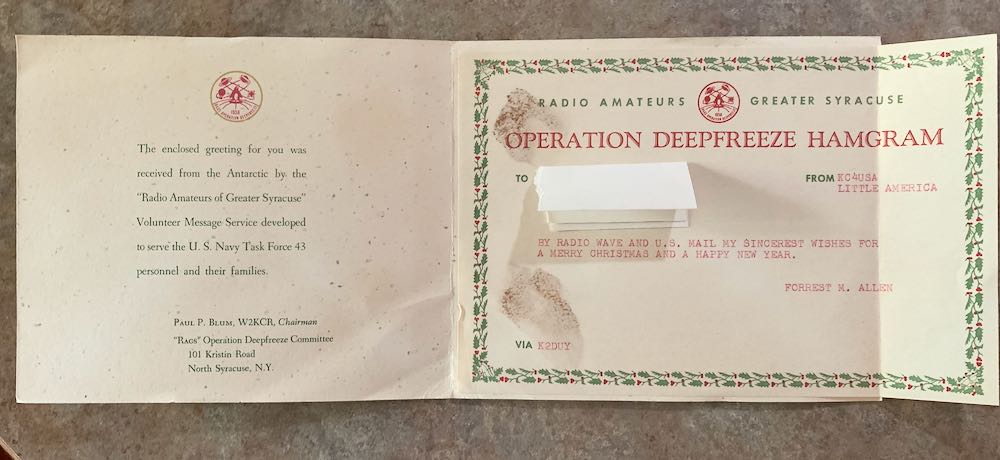 The enclosed greeting for you was
received from the Antarctic by the
“Radio Amateurs of Greater Syracuse”
Volunteer Message Service developed
to serve the U. S. Navy Task Force 43
personnel and their families.
PAUL P. BLUM, W2KCR, Chairman
“RAGS” Operation Deepfreeze Committee
101 Kristin Road
North Syracuse, N.Y.
RADIO AMATEURS GREATER SYRACUSE
OPERATION DEEPFREEZE HAMGRAM
TO
FROM KC4USA
LITTLE AMERICA
BY RADIO WAVE AND U.S. MAIL MY SINCEREST WISHES FOR
A MERRY CHRISTMAS AND A HAPPY NEW YEAR.
FORREST M. ALLEN
VIA K2DUY